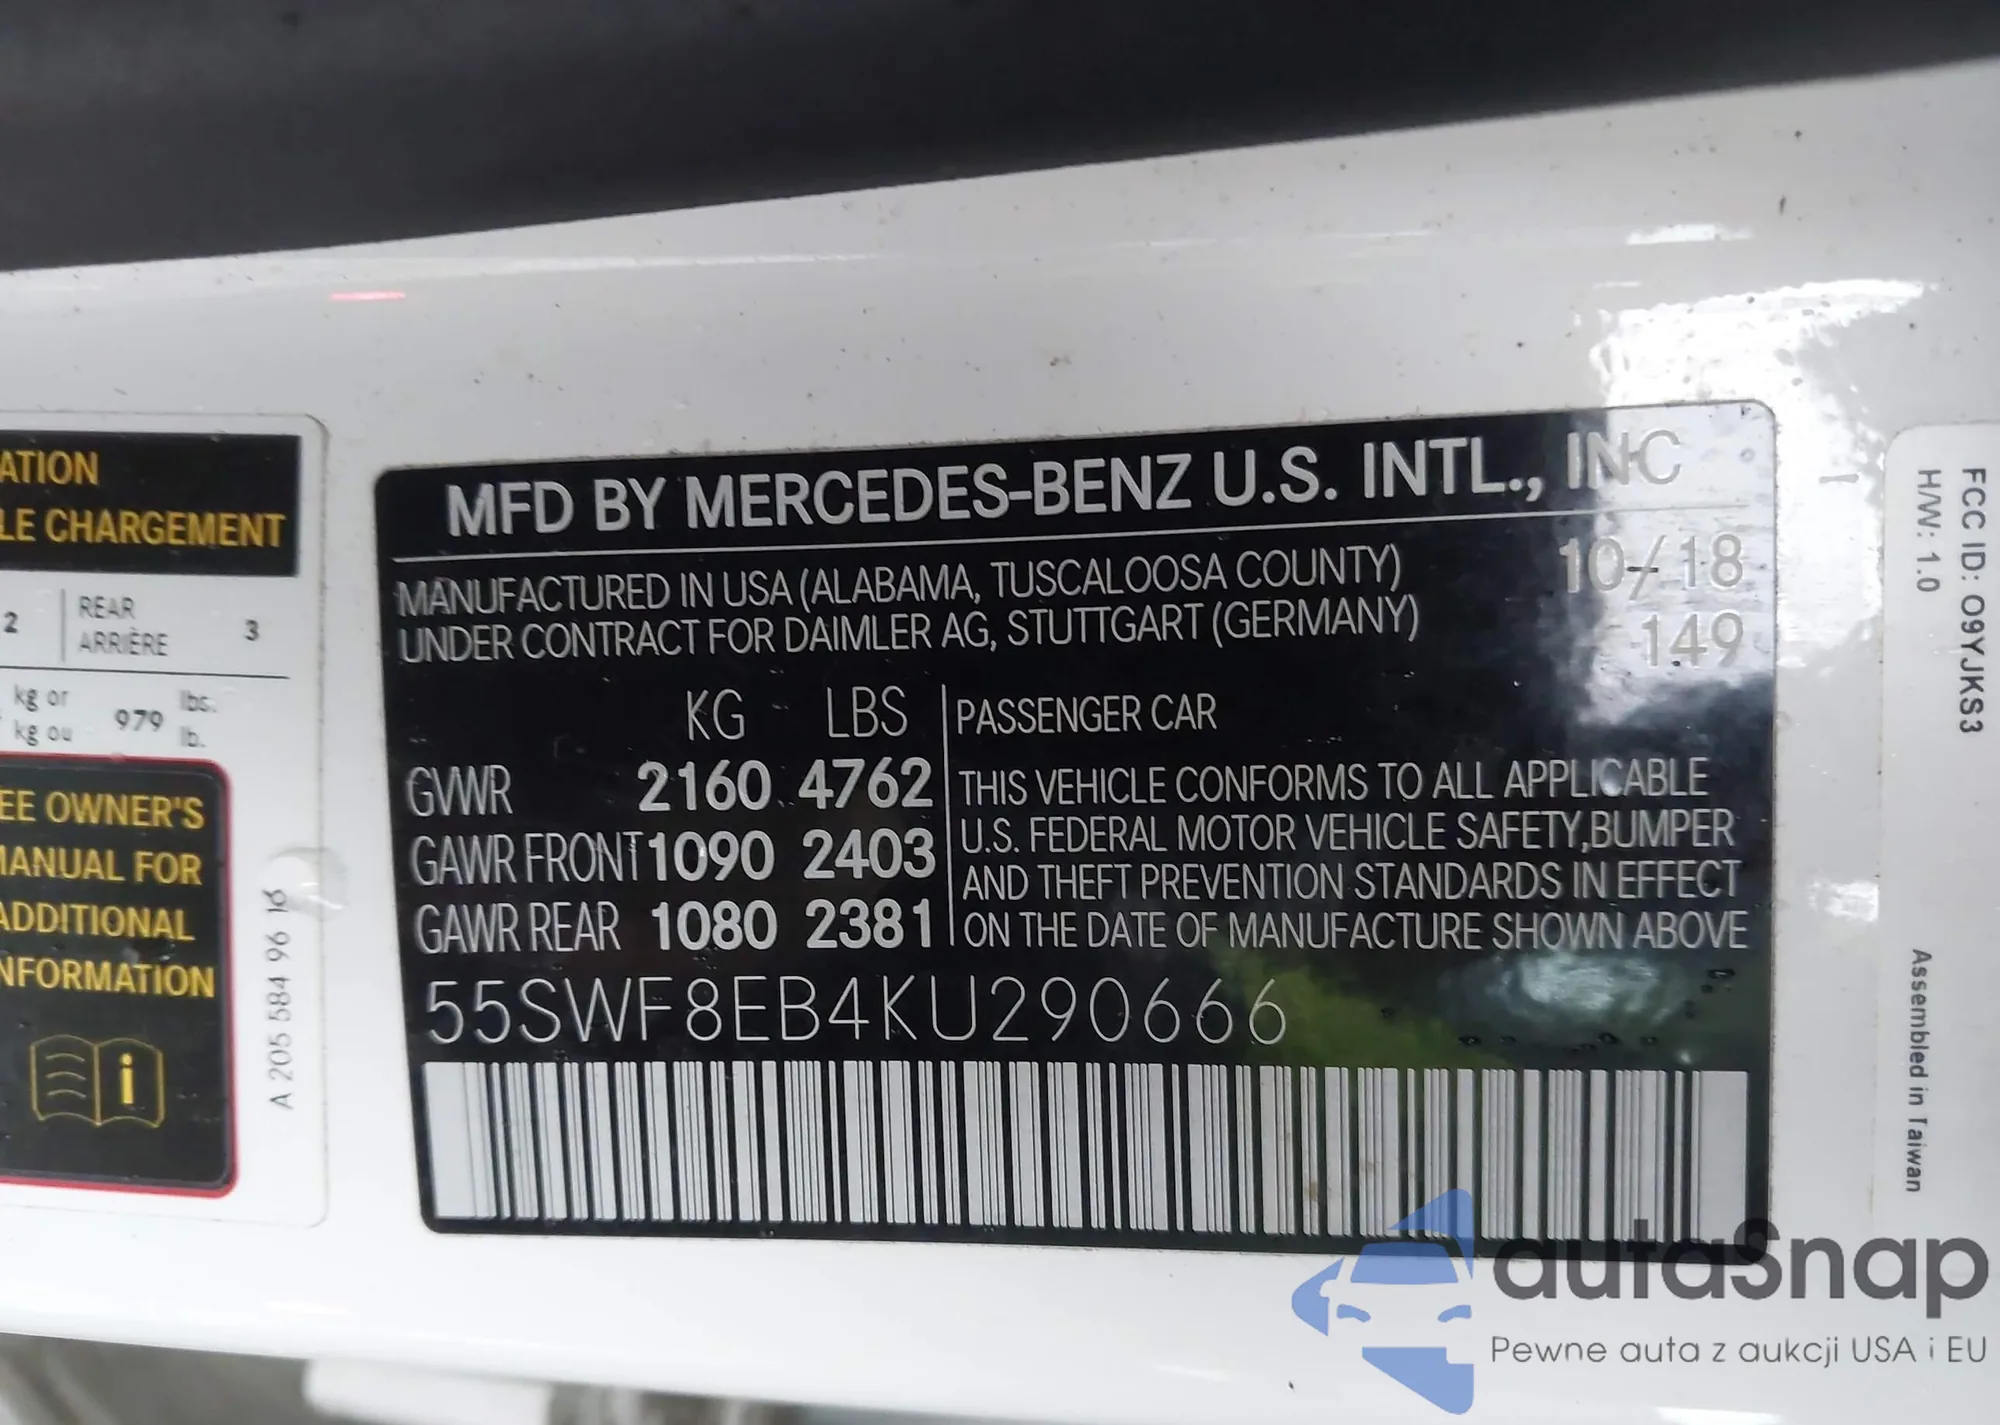 ATION
LE CHARGEMENT
2 REAR
ARRIÈRE 3
kg or
kg ou 979 lbs.
lb.
EE OWNER'S
MANUAL FOR
ADDITIONAL
NFORMATION
i
A 205 584 96 16
MFD BY MERCEDES-BENZ U.S. INTL., INC
MANUFACTURED IN USA (ALABAMA, TUSCALOOSA COUNTY) 10/18
UNDER CONTRACT FOR DAIMLER AG, STUTTGART (GERMANY) 149
KG LBS PASSENGER CAR
GVWR 2160 4762
GAWR FRONT 1090 2403
GAWR REAR 1080 2381
THIS VEHICLE CONFORMS TO ALL APPLICABLE
U.S. FEDERAL MOTOR VEHICLE SAFETY,BUMPER
AND THEFT PREVENTION STANDARDS IN EFFECT
ON THE DATE OF MANUFACTURE SHOWN ABOVE
55SWF8EB4KU290666
FCC ID: O9YJKS3
H/W: 1.0
Assembled in Taiwan
autaSnap
Pewne auta z aukcji USA i EU